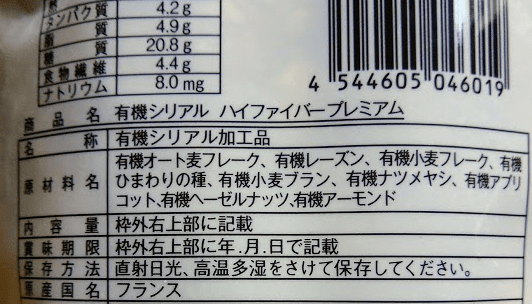 4.2g
タンパク質 4.9g
脂質 20.8g
糖質 4.4g
食物繊維 8.0 mg
ナトリウム
4 544605 046019
商品名 有機シリアル ハイファイバープレミアム
名称 有機シリアル加工品
原材料名 有機オート麦フレーク、有機レーズン、有機小麦フレーク、有機
ひまわりの種、有機小麦ブラン、有機ナツメヤシ、有機アプリ
コット,有機ヘーゼルナッツ,有機アーモンド
内容量 枠外右上部に記載
賞味期限 枠外右上部に年.月.日で記載
保存方法 直射日光、高温多湿をさけて保存してください。
原産国名 フランス